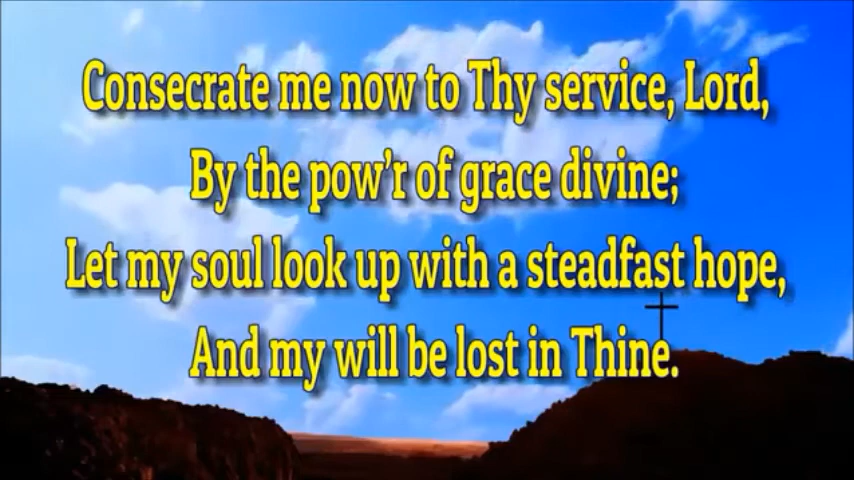 Consecrate me now to Thy service, Lord,
By the pow’r of grace divine;
Let my soul look up with a steadfast hope,
And my will be lost in Thine.